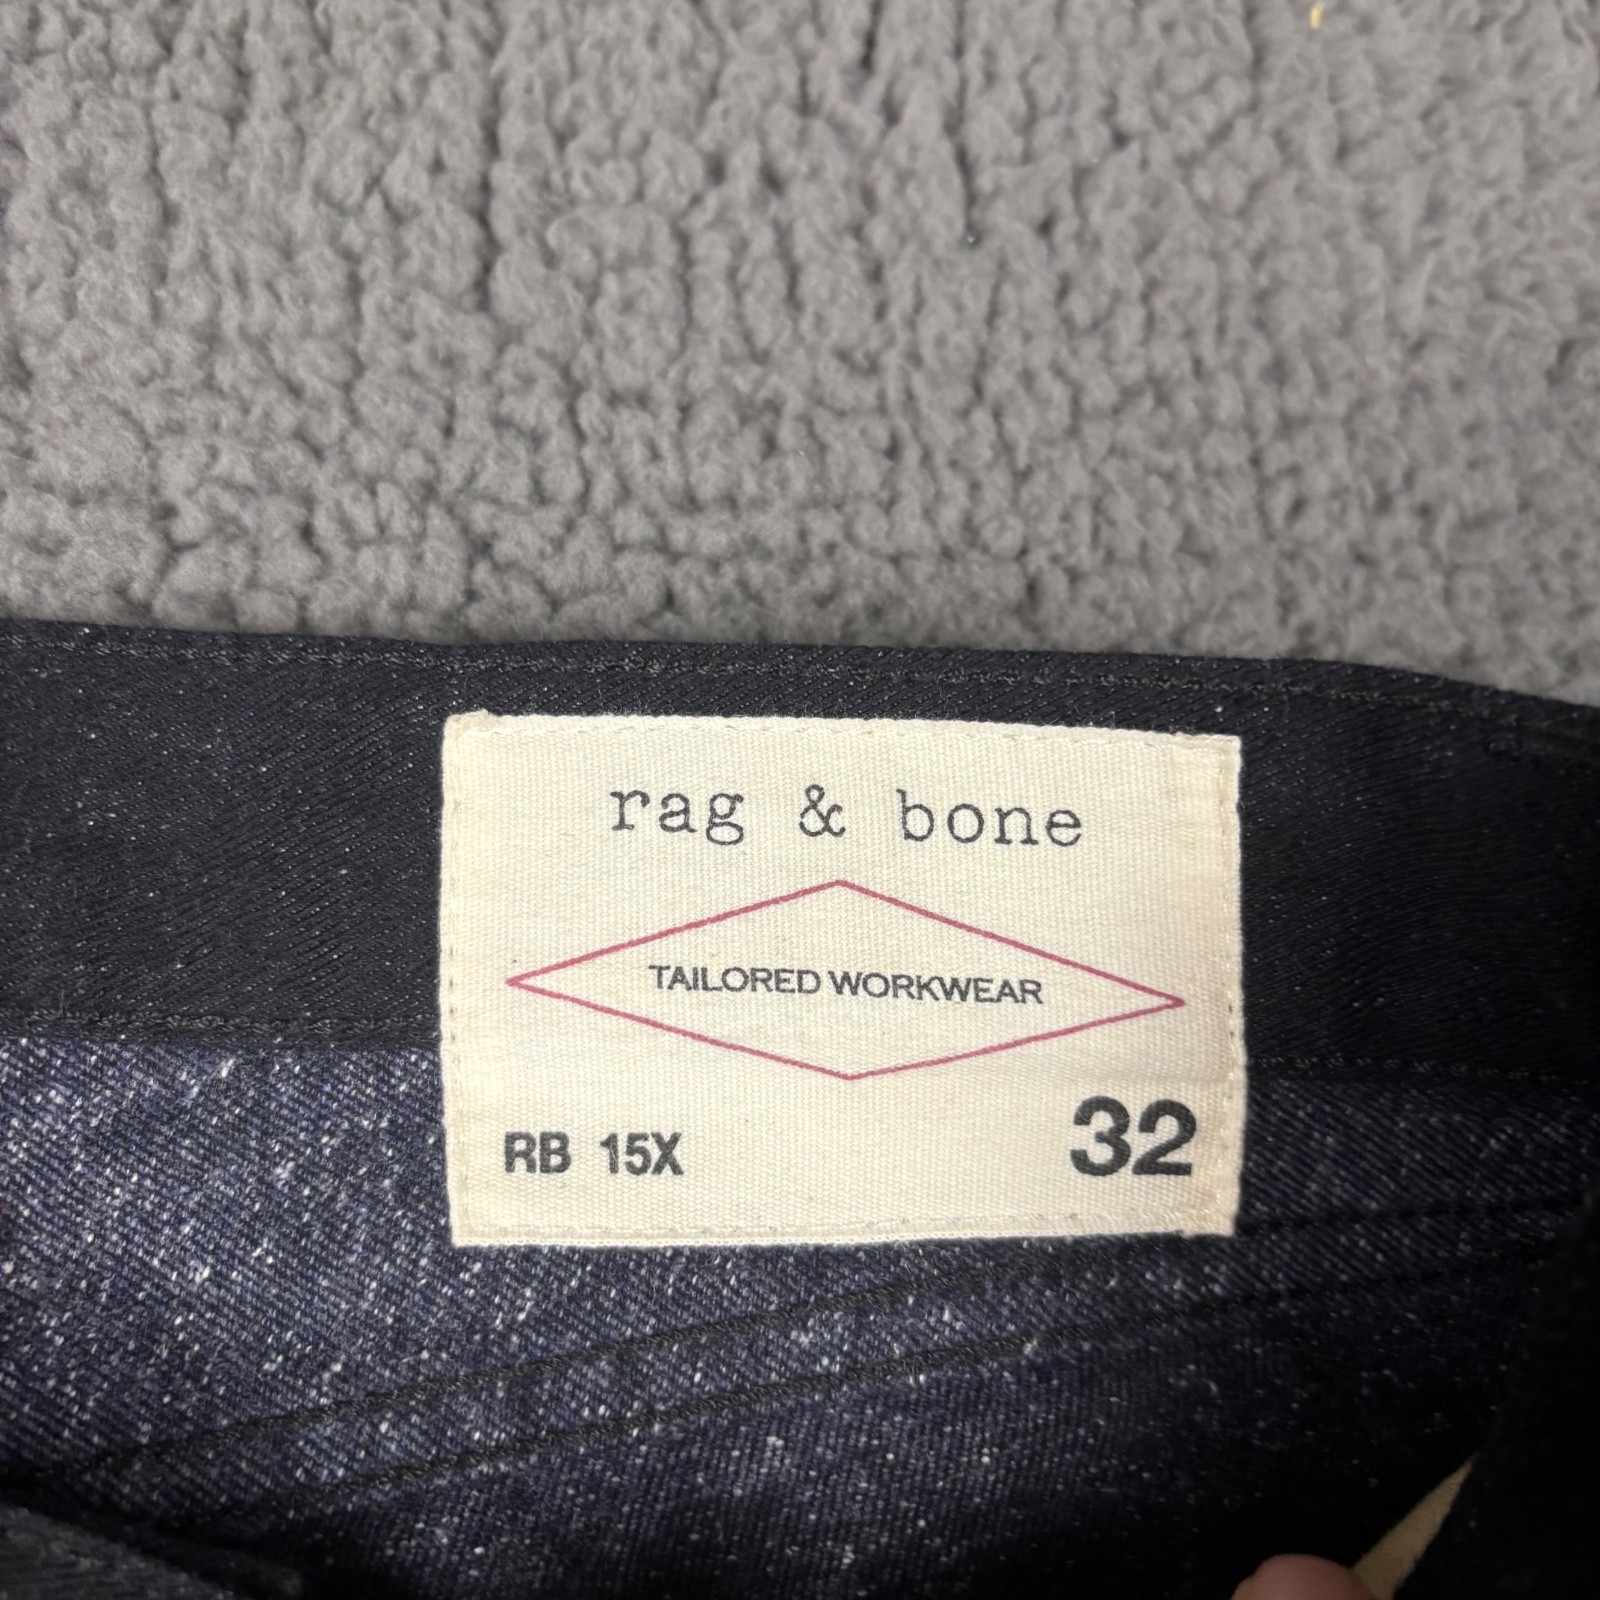 rag & bone
TAILORED WORKWEAR
RB 15X
32